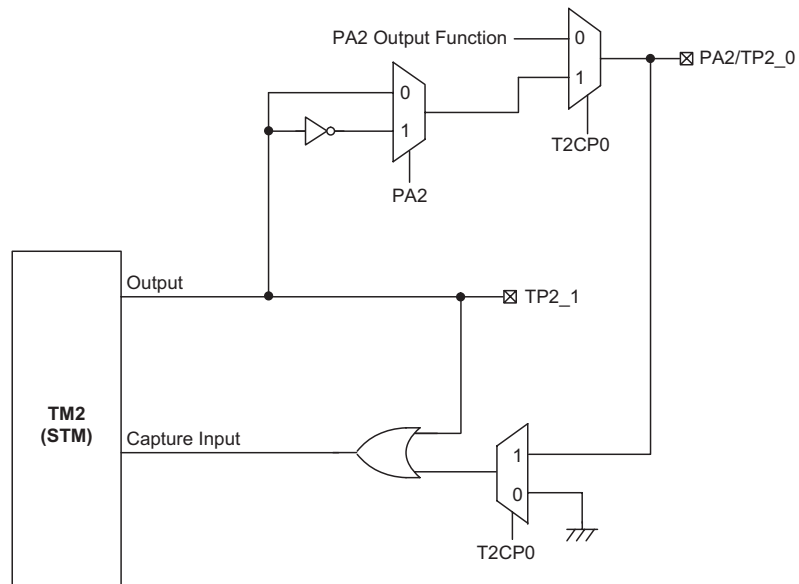 PA2 Output Function
0
1
PA2/TP2_0
T2CP0
0
1
PA2
Output
TP2_1
TM2
(STM)
Capture Input
1
0
T2CP0